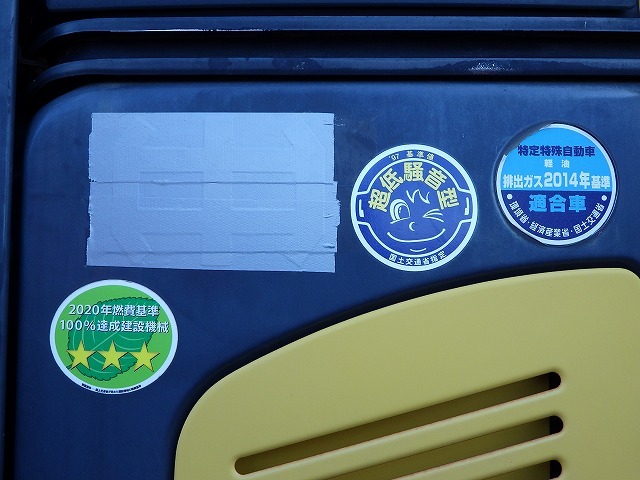 '97 基準値
超低騒音型
国土交通省指定
特定特殊自動車
軽油
排出ガス2014年基準
適合車
・環境省・経済産業省・国土交通省・
2020年燃費基準
100%達成建設機械